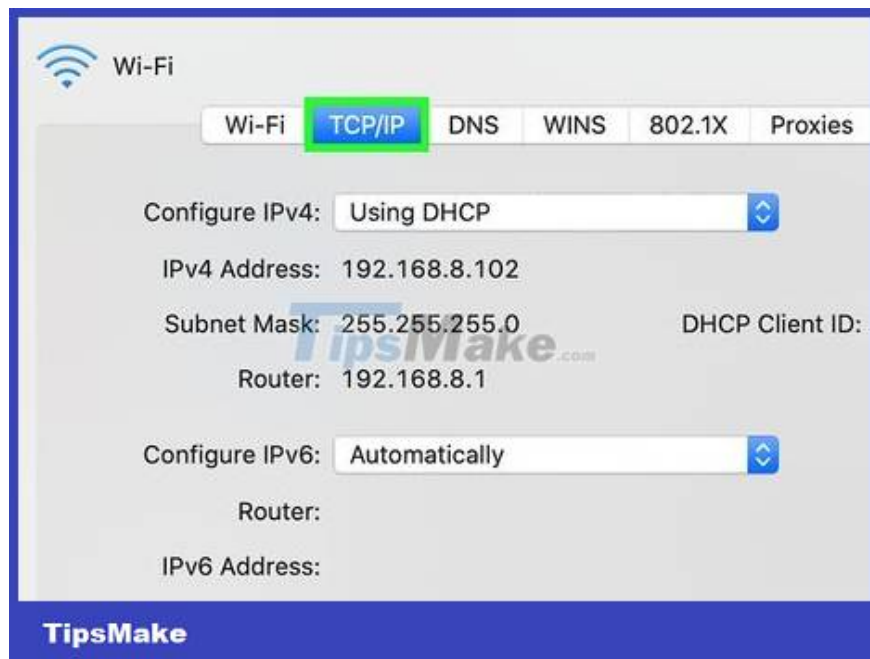 Wi-Fi
Wi-Fi TCP/IP DNS WINS 802.1X Proxies
Configure IPv4: Using DHCP
IPv4 Address: 192.168.8.102
Subnet Mask: 255.255.255.0 DHCP Client ID:
TipsMake.com
Router: 192.168.8.1
Configure IPv6: Automatically
Router:
IPv6 Address:
TipsMake